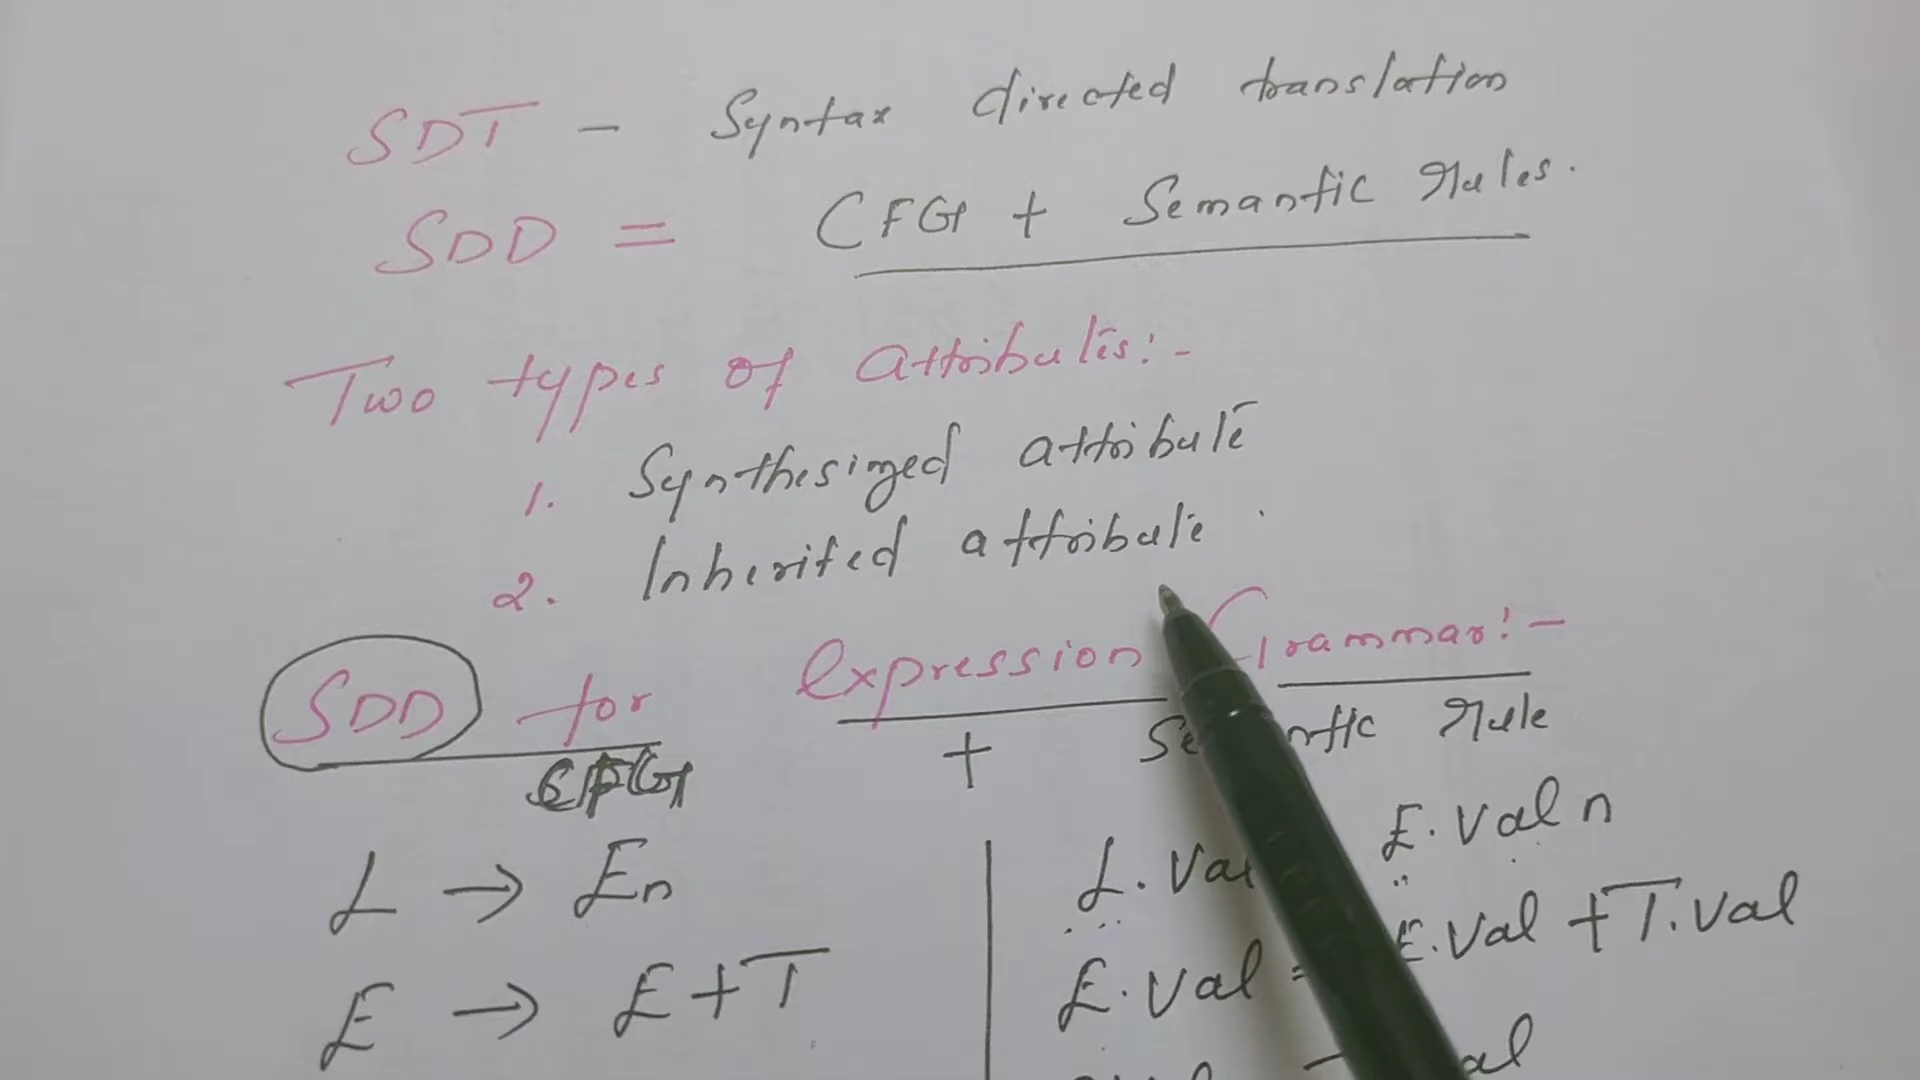 SDT - Syntax directed translation
SDD = CFG + Semantic rules.
Two types of attributes:-
1. Synthesized attribute
2. Inherited attribute.
SDD for expression Grammar:-
CFG + Semantic rule
L → En
L. Val E. Val n
E → E+T
E. Val = E. Val + T. Val